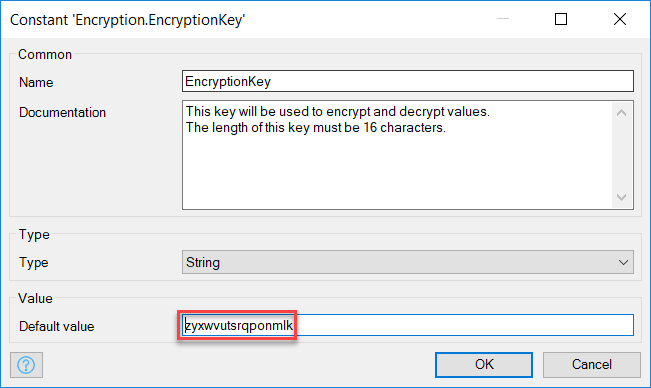 Constant 'Encryption.EncryptionKey'
Common
Name
EncryptionKey
Documentation
This key will be used to encrypt and decrypt values.
The length of this key must be 16 characters.
Type
Type
String
Value
Default value
zyxwvutsrqponmlk
?
OK
Cancel